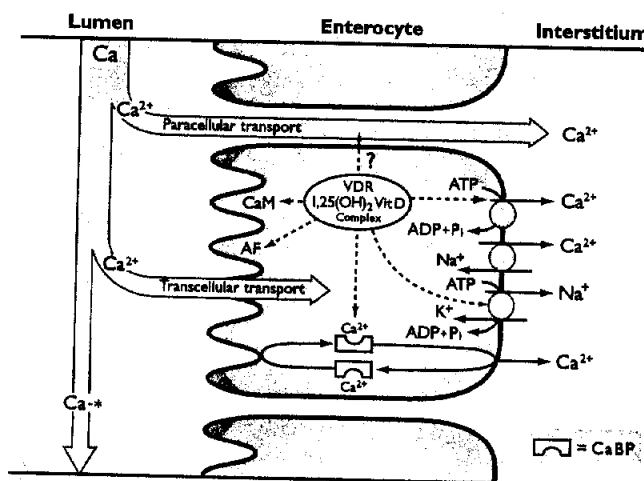 Lumen
Enterocyte
Interstitium
Ca
Ca²⁺
Paracellular transport
Ca²⁺
?
VDR
1,25(OH)₂ Vit D
Complex
CaM
AF
ATP
Ca²⁺
ADP+Pᵢ
Ca²⁺
Na⁺
Ca²⁺
Transcellular transport
ATP
Na⁺
K⁺
ADP+Pᵢ
Ca²⁺
Ca²⁺
Ca²⁺
Ca-*
= CaBP